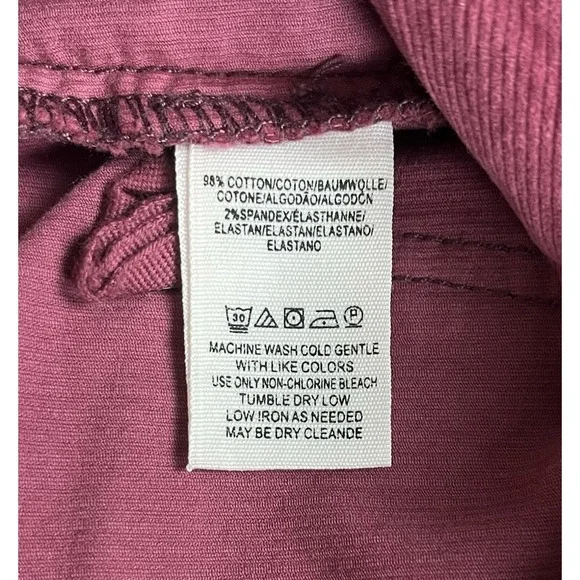 98% COTTON/COTON/BAUMWOLLE/
COTONE/ALGODÃO/ALGODÓN
2%SPANDEX/ÉLASTHANNE/
ELASTAN/ELASTAN/ELASTANO/
ELASTANO
30
MACHINE WASH COLD GENTLE
WITH LIKE COLORS
USE ONLY NON-CHLORINE BLEACH
TUMBLE DRY LOW
LOW IRON AS NEEDED
MAY BE DRY CLEANDE